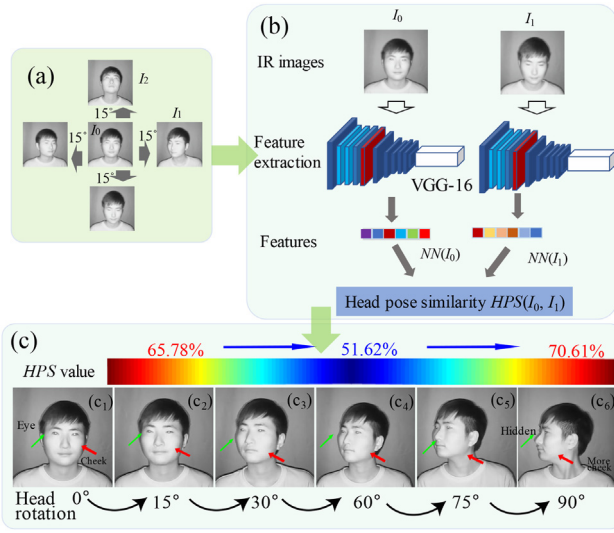 (a)
I2
15°
I0
I1
15°
15°
15°
(b)
I0
I1
IR images
Feature
extraction
VGG-16
Features
NN(I0)
NN(I1)
Head pose similarity HPS(I0, I1)
(c)
65.78%
51.62%
70.61%
HPS value
(c1)
(c2)
(c3)
(c4)
(c5)
(c6)
Eye
Hidden
Cheek
More
cheek
Head
rotation
0°
15°
30°
60°
75°
90°